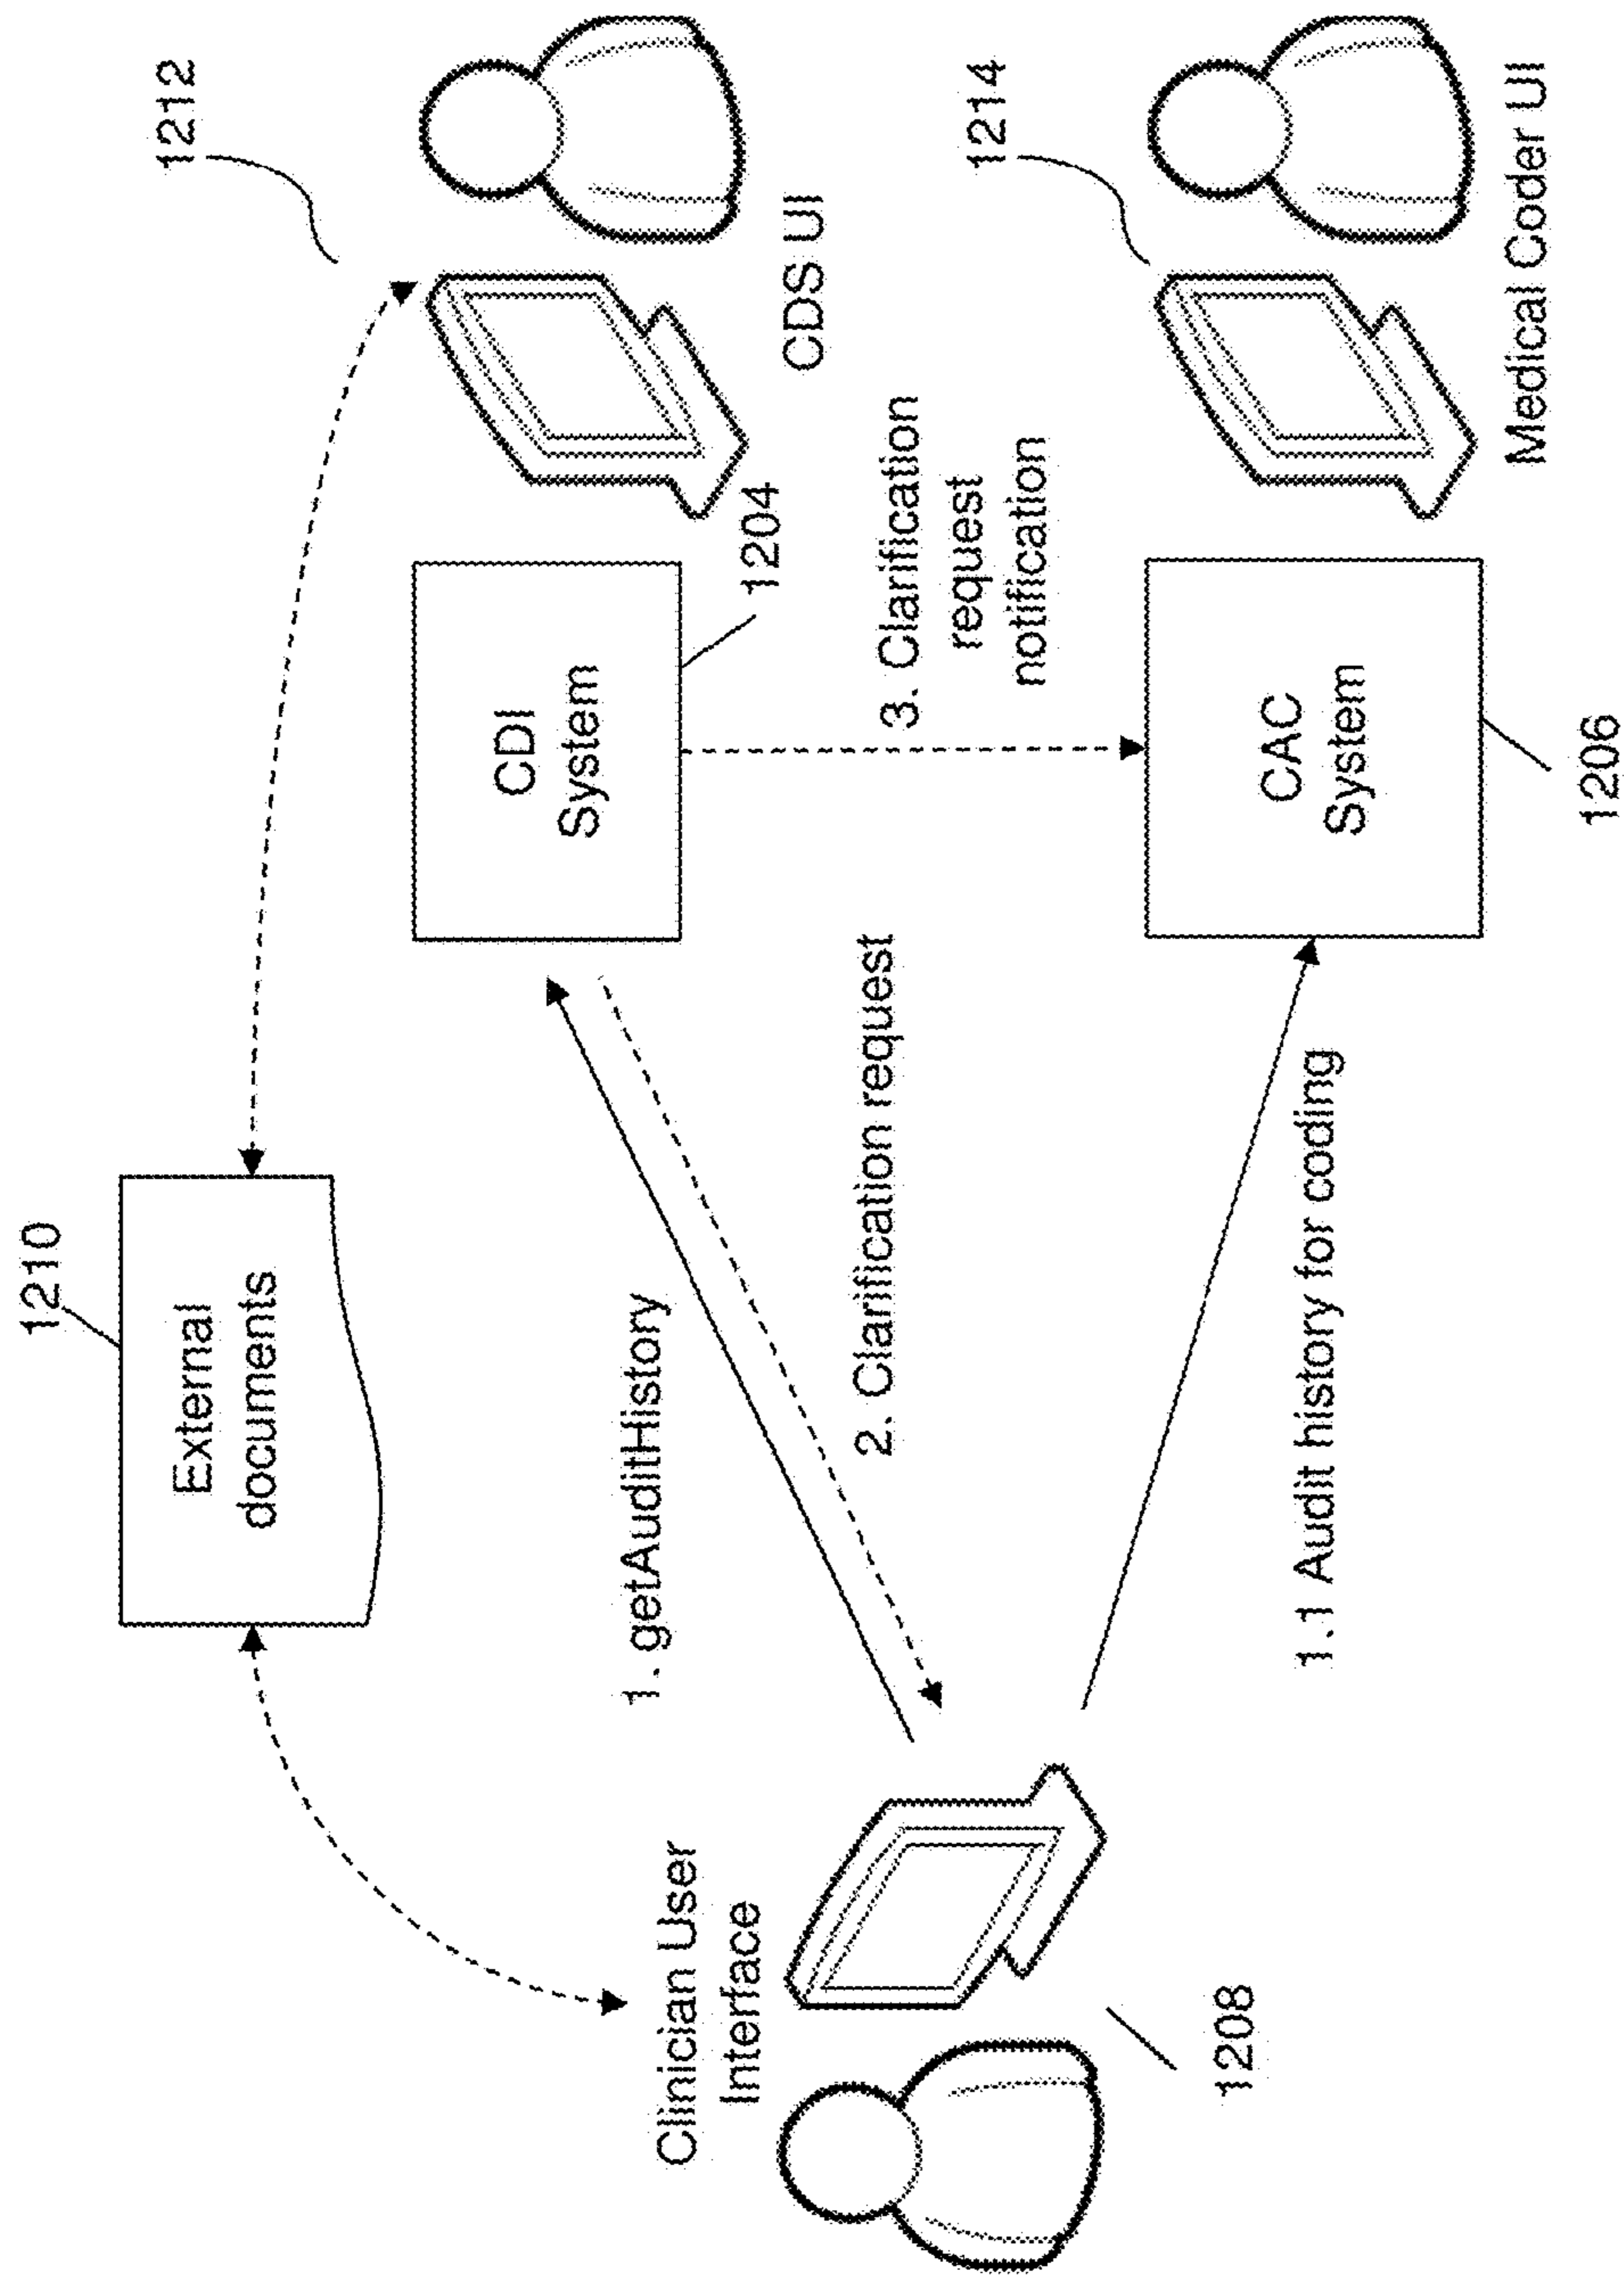 1210
External
documents
1212
CDS UI
CDI
System
1204
1. getAuditHistory
2. Clarification request
3. Clarification
request
notification
Clinician User
Interface
1208
1.1 Audit history for coding
CAC
System
1206
1214
Medical Coder UI